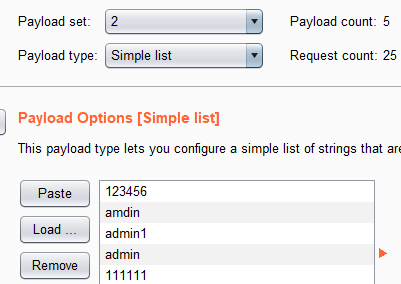 Payload set: 2 Payload count: 5
Payload type: Simple list Request count: 25
Payload Options [Simple list]
This payload type lets you configure a simple list of strings that are
Paste
Load ...
Remove
123456
amdin
admin1
admin
111111